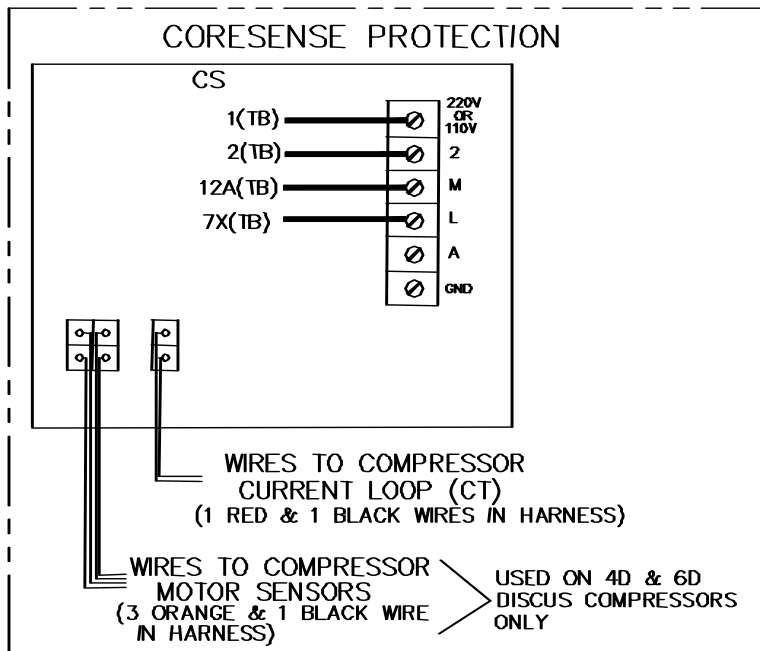 CORESENSE PROTECTION
CS
1(TB)
220V
OR
110V
2(TB)
2
12A(TB)
M
7X(TB)
L
A
GND
WIRES TO COMPRESSOR
CURRENT LOOP (CT)
(1 RED & 1 BLACK WIRES IN HARNESS)
WIRES TO COMPRESSOR
MOTOR SENSORS
(3 ORANGE & 1 BLACK WIRE
IN HARNESS)
USED ON 4D & 6D
DISCUS COMPRESSORS
ONLY